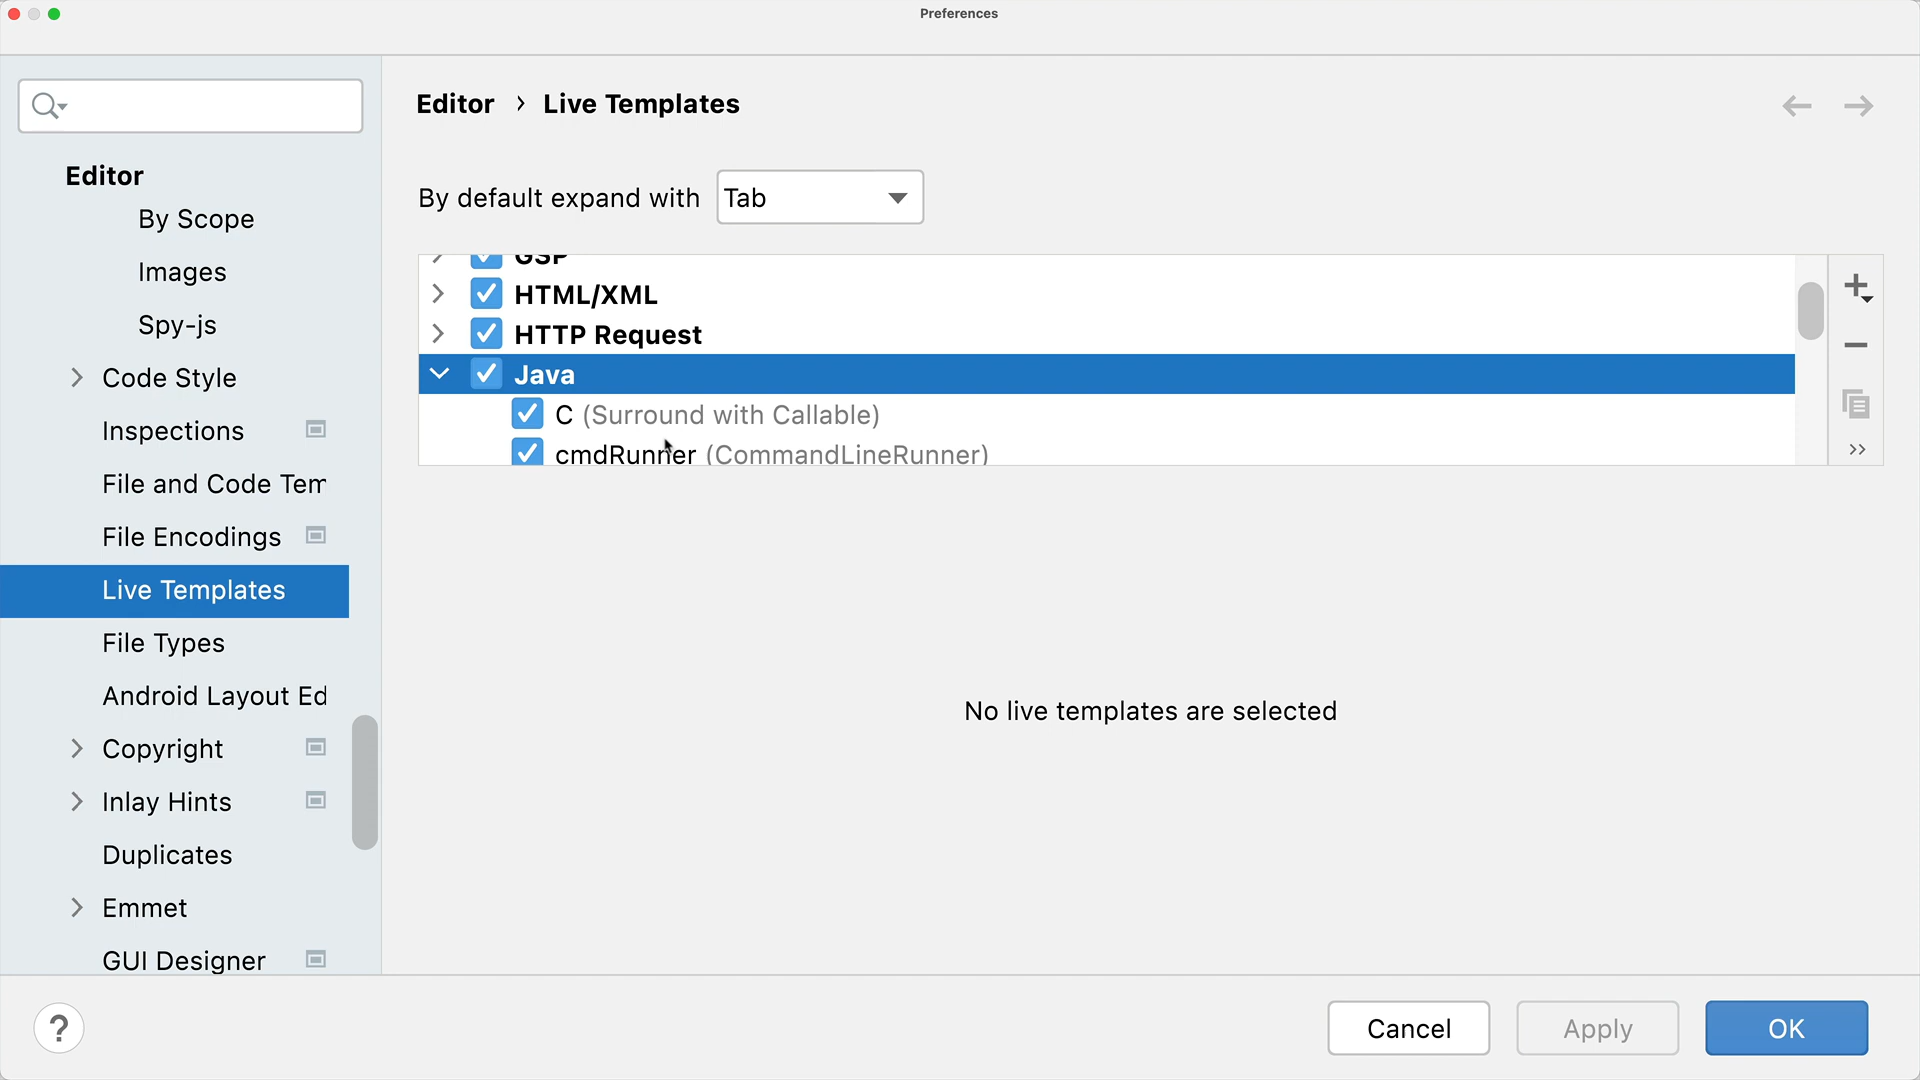 Preferences
Editor
By Scope
Images
Spy-js
Code Style
Inspections
File and Code Tem
File Encodings
Live Templates
File Types
Android Layout Ed
Copyright
Inlay Hints
Duplicates
Emmet
GUI Designer
Editor › Live Templates
By default expand with Tab
GSP
HTML/XML
HTTP Request
Java
C (Surround with Callable)
cmdRunner (CommandLineRunner)
No live templates are selected
?
Cancel Apply OK